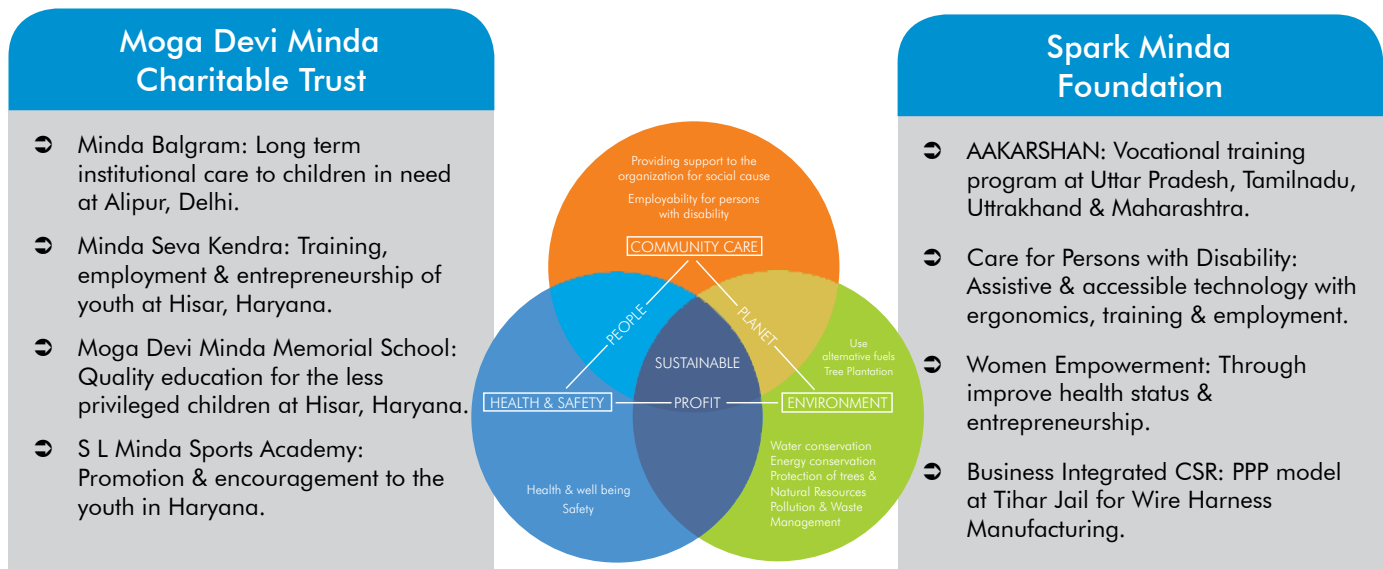 Moga Devi Minda
Charitable Trust
➲ Minda Balgram: Long term
institutional care to children in need
at Alipur, Delhi.
➲ Minda Seva Kendra: Training,
employment & entrepreneurship of
youth at Hisar, Haryana.
➲ Moga Devi Minda Memorial School:
Quality education for the less
privileged children at Hisar, Haryana.
➲ S L Minda Sports Academy:
Promotion & encouragement to the
youth in Haryana.
Providing support to the
organization for social cause
Employability for persons
with disability
COMMUNITY CARE
PEOPLE
PLANET
SUSTAINABLE
HEALTH & SAFETY
PROFIT
ENVIRONMENT
Use
alternative fuels
Tree Plantation
Water conservation
Energy conservation
Protection of trees &
Natural Resources
Pollution & Waste
Management
Health & well being
Safety
Spark Minda
Foundation
➲ AAKARSHAN: Vocational training
program at Uttar Pradesh, Tamilnadu,
Uttrakhand & Maharashtra.
➲ Care for Persons with Disability:
Assistive & accessible technology with
ergonomics, training & employment.
➲ Women Empowerment: Through
improve health status &
entrepreneurship.
➲ Business Integrated CSR: PPP model
at Tihar Jail for Wire Harness
Manufacturing.